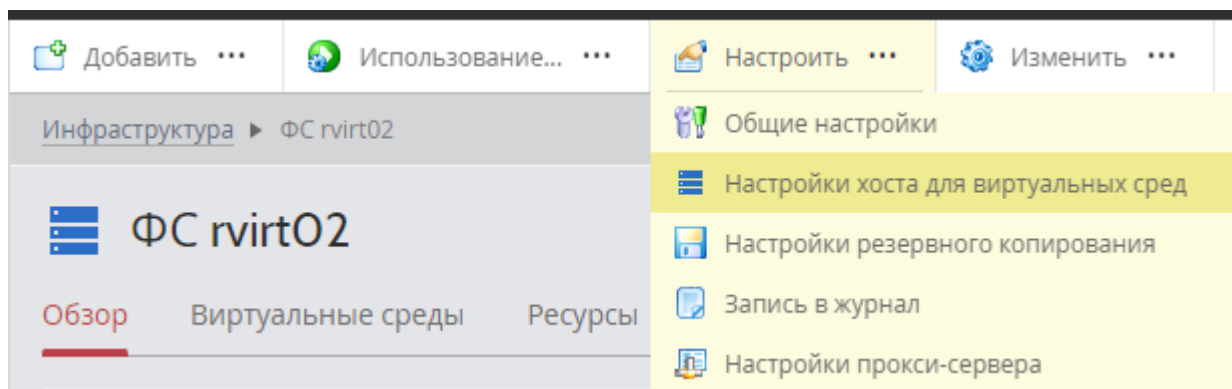 Добавить ••• Использование... ••• Настроить ••• Изменить •••
Инфраструктура ▶ ФС rvirt02
Общие настройки
Настройки хоста для виртуальных сред
ФС rvirt02
Настройки резервного копирования
Обзор Виртуальные среды Ресурсы
Запись в журнал
Настройки прокси-сервера